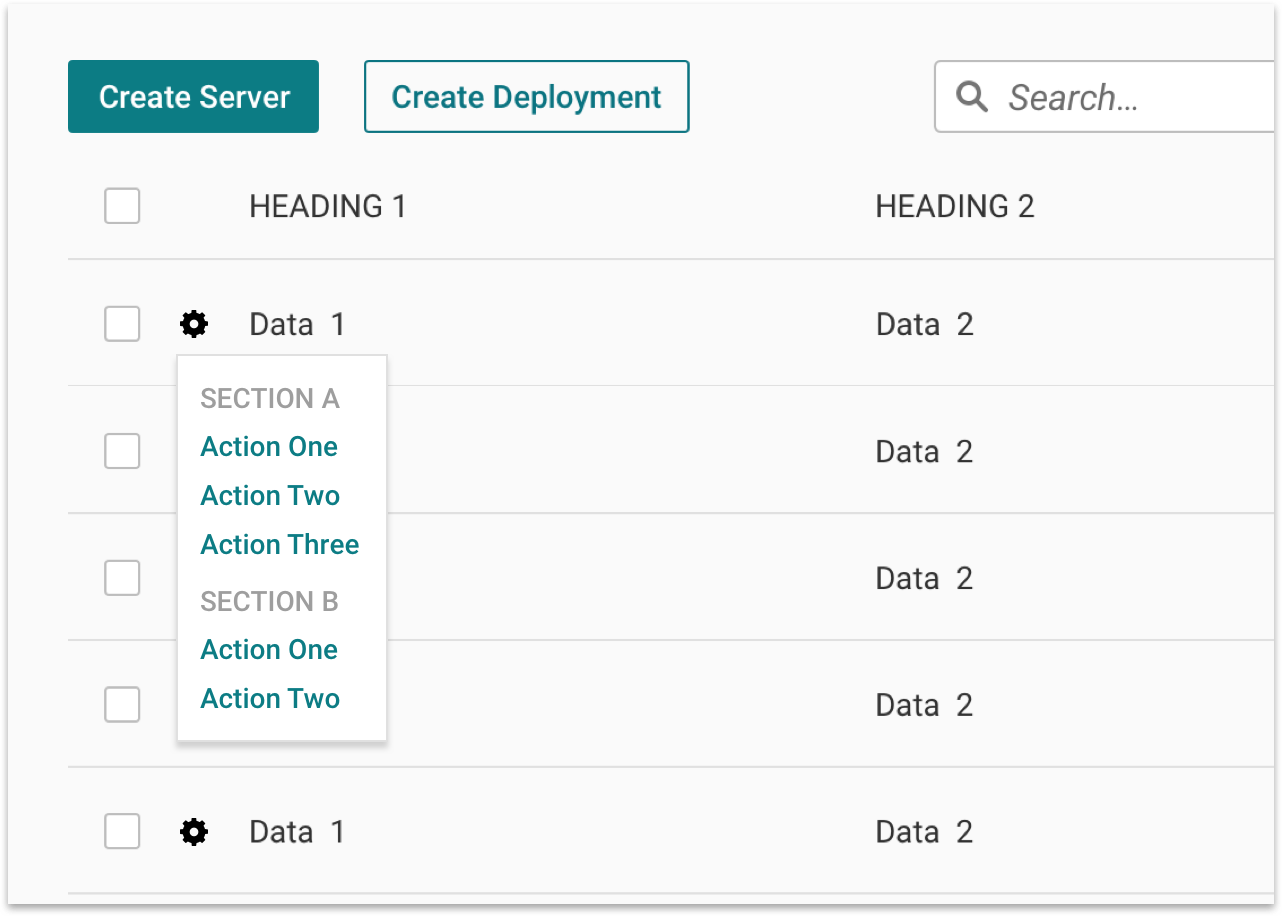 Create Server Create Deployment Search...
HEADING 1 HEADING 2
Data 1 Data 2
SECTION A
Action One
Data 2
Action Two
Action Three
Data 2
SECTION B
Action One
Action Two
Data 2
Data 1 Data 2